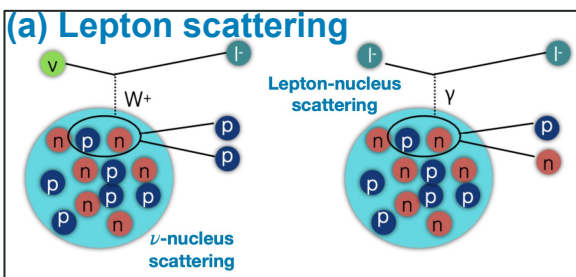 (a) Lepton scattering
ν
l-
W+
n p n
p
p
n p n
p p p
n
p n
ν-nucleus
scattering
l-
l-
Lepton-nucleus
scattering
γ
n p n
p
n
n p n
p p p
n
p n